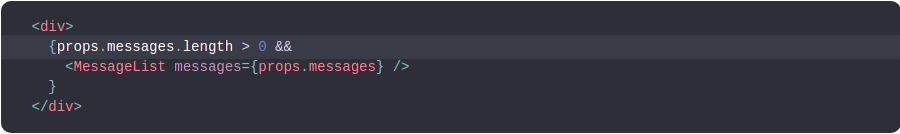 <div>
  {props.messages.length > 0 &&
    <MessageList messages={props.messages} />
  }
</div>